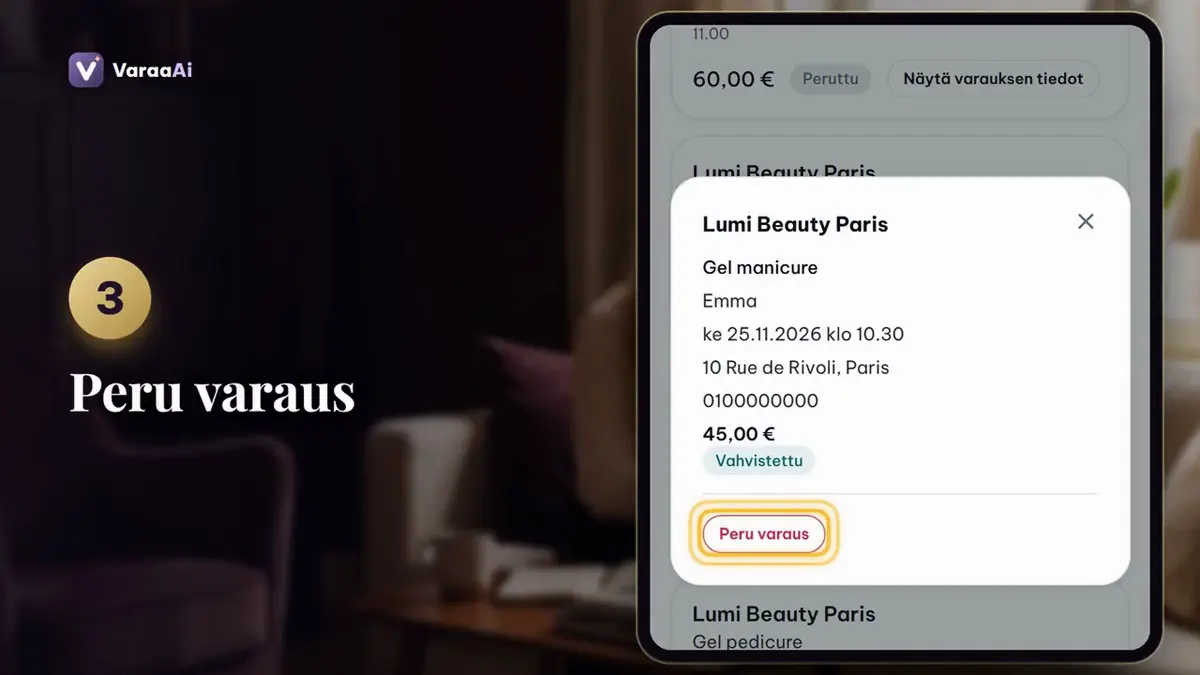 VaraaAi
3
Peru varaus
11.00
60,00 €
Peruttu
Näytä varauksen tiedot
Lumi Beauty Paris
Lumi Beauty Paris
Gel manicure
Emma
ke 25.11.2026 klo 10.30
10 Rue de Rivoli, Paris
0100000000
45,00 €
Vahvistettu
Peru varaus
Lumi Beauty Paris
Gel pedicure